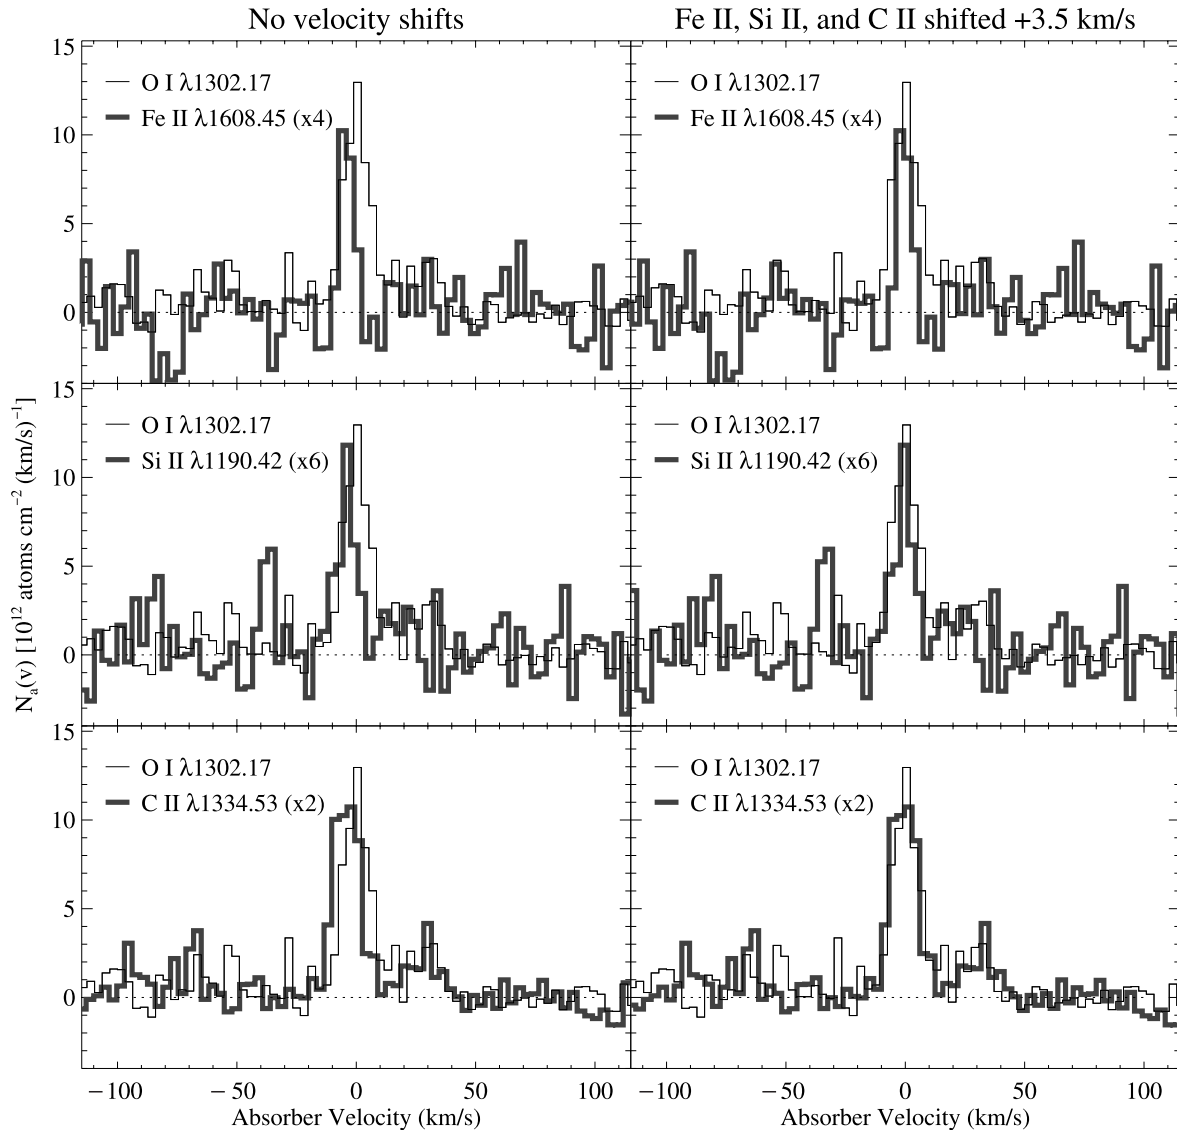 No velocity shifts
Fe II, Si II, and C II shifted +3.5 km/s
15
10
5
0
O I λ1302.17
Fe II λ1608.45 (x4)
O I λ1302.17
Fe II λ1608.45 (x4)
15
10
5
0
O I λ1302.17
Si II λ1190.42 (x6)
O I λ1302.17
Si II λ1190.42 (x6)
Nₐ(v) [10¹² atoms cm⁻² (km/s)⁻¹]
15
10
5
0
O I λ1302.17
C II λ1334.53 (x2)
O I λ1302.17
C II λ1334.53 (x2)
−100 −50 0 50 100
−100 −50 0 50 100
Absorber Velocity (km/s)
Absorber Velocity (km/s)